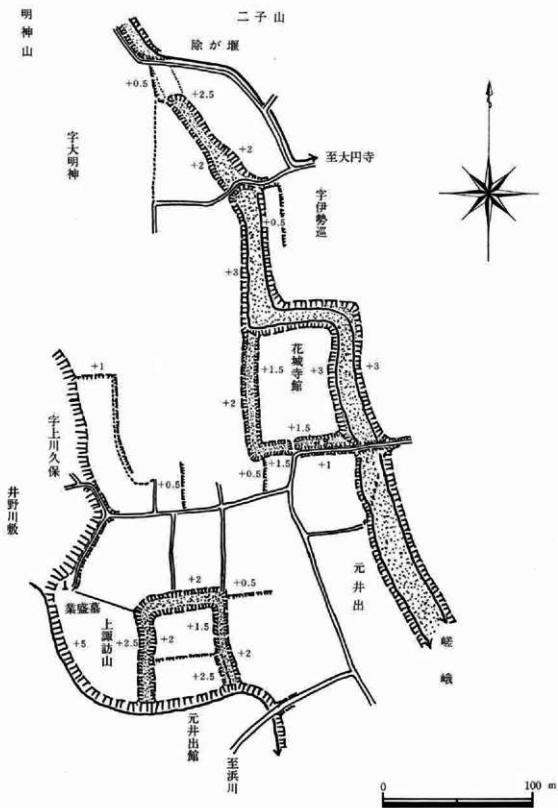 明神山
二子山
除が堰
+0.5
+2.5
+2
+2
至大円寺
字大明神
字伊勢巡
+0.5
+3
花城寺館
+3
+3
+1.5
+2
+1
字上川久保
+1.5
+1.5
+1
+0.5
+0.5
井野川敷
元井出
業盛墓
上諏訪山
+2
+0.5
+1.5
+5
+2.5
+2
+2
+2.5
嵯峨
元井出館
至浜川
0
100 m